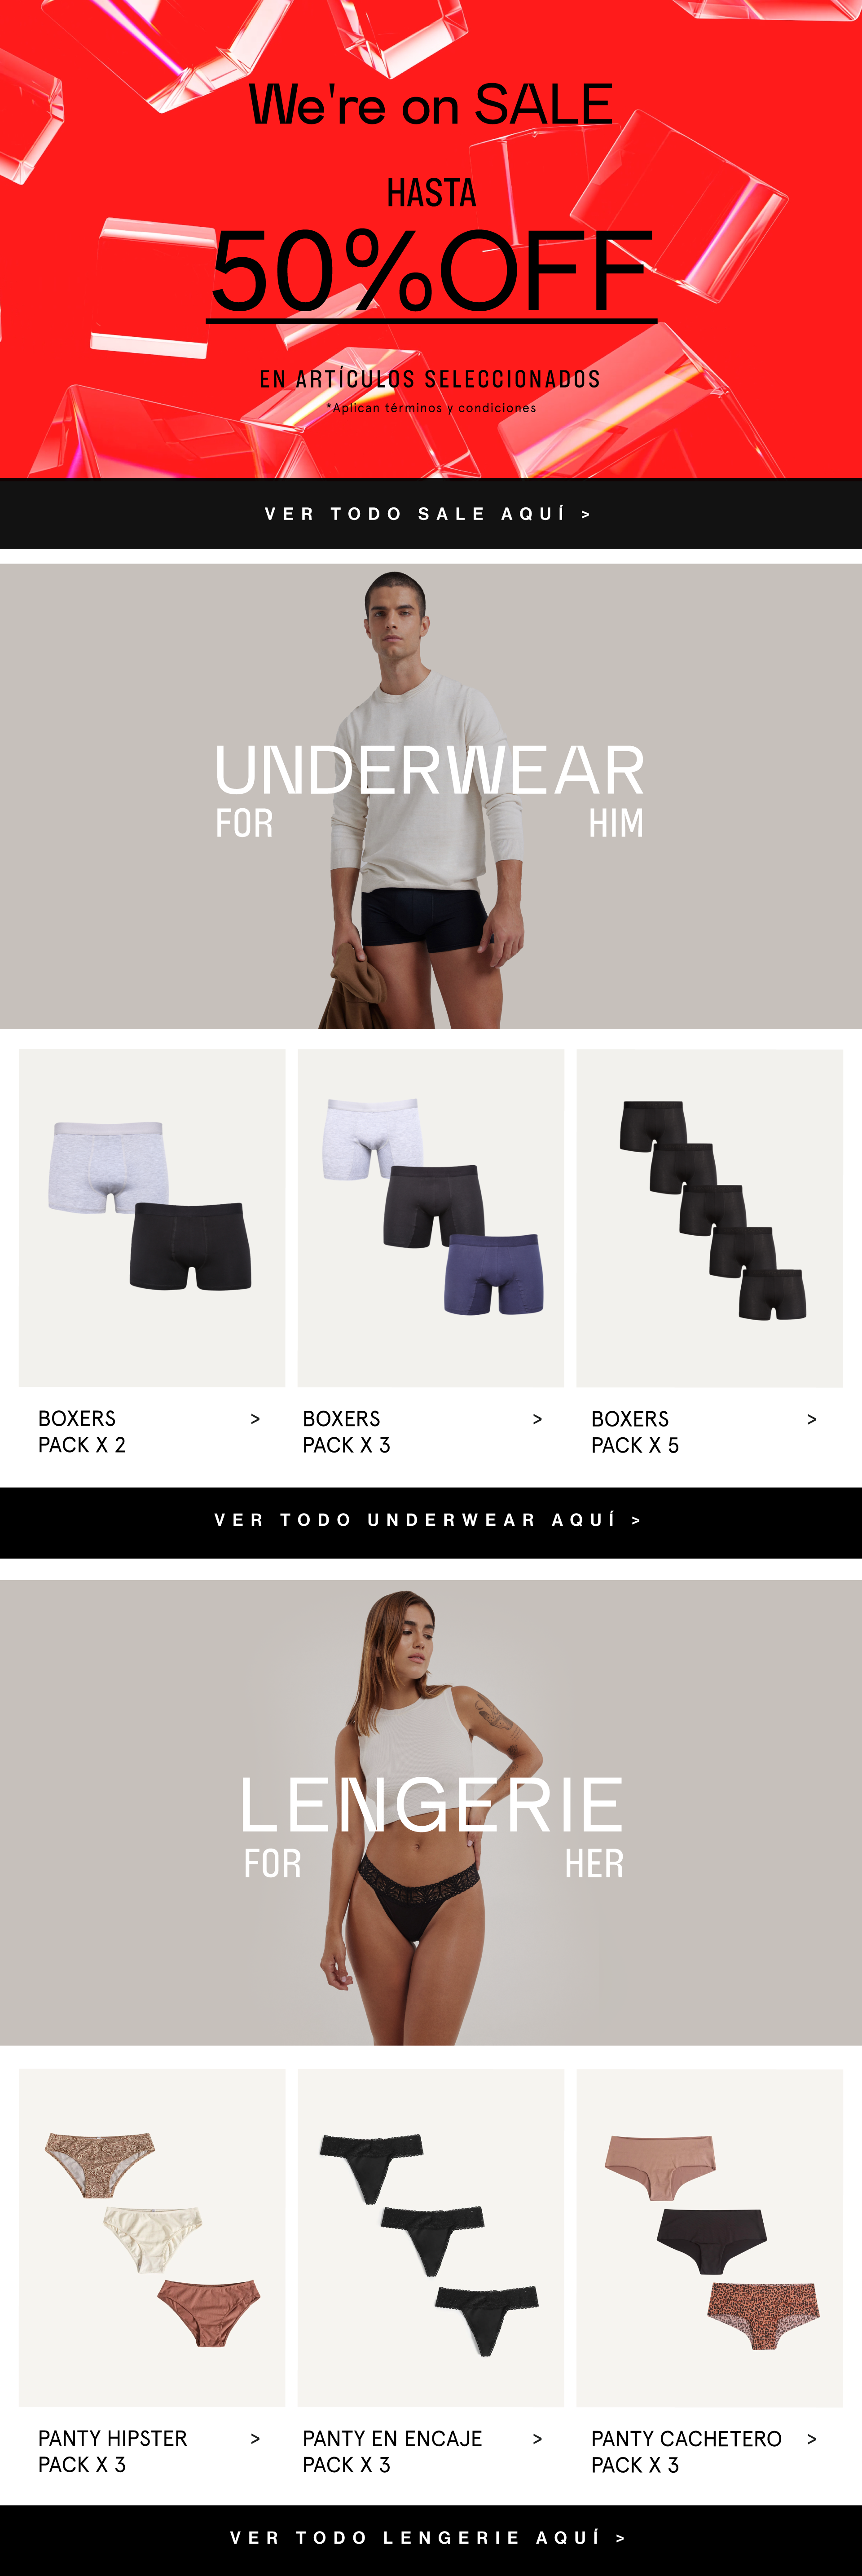 We're on SALE
HASTA
50%OFF
EN ARTÍCULOS SELECCIONADOS
*Aplican términos y condiciones
VER TODO SALE AQUÍ >
UNDERWEAR
FOR HIM
BOXERS >
PACK X 2
BOXERS >
PACK X 3
BOXERS >
PACK X 5
VER TODO UNDERWEAR AQUÍ >
LENGERIE
FOR HER
PANTY HIPSTER >
PACK X 3
PANTY EN ENCAJE >
PACK X 3
PANTY CACHETERO >
PACK X 3
VER TODO LENGERIE AQUÍ >